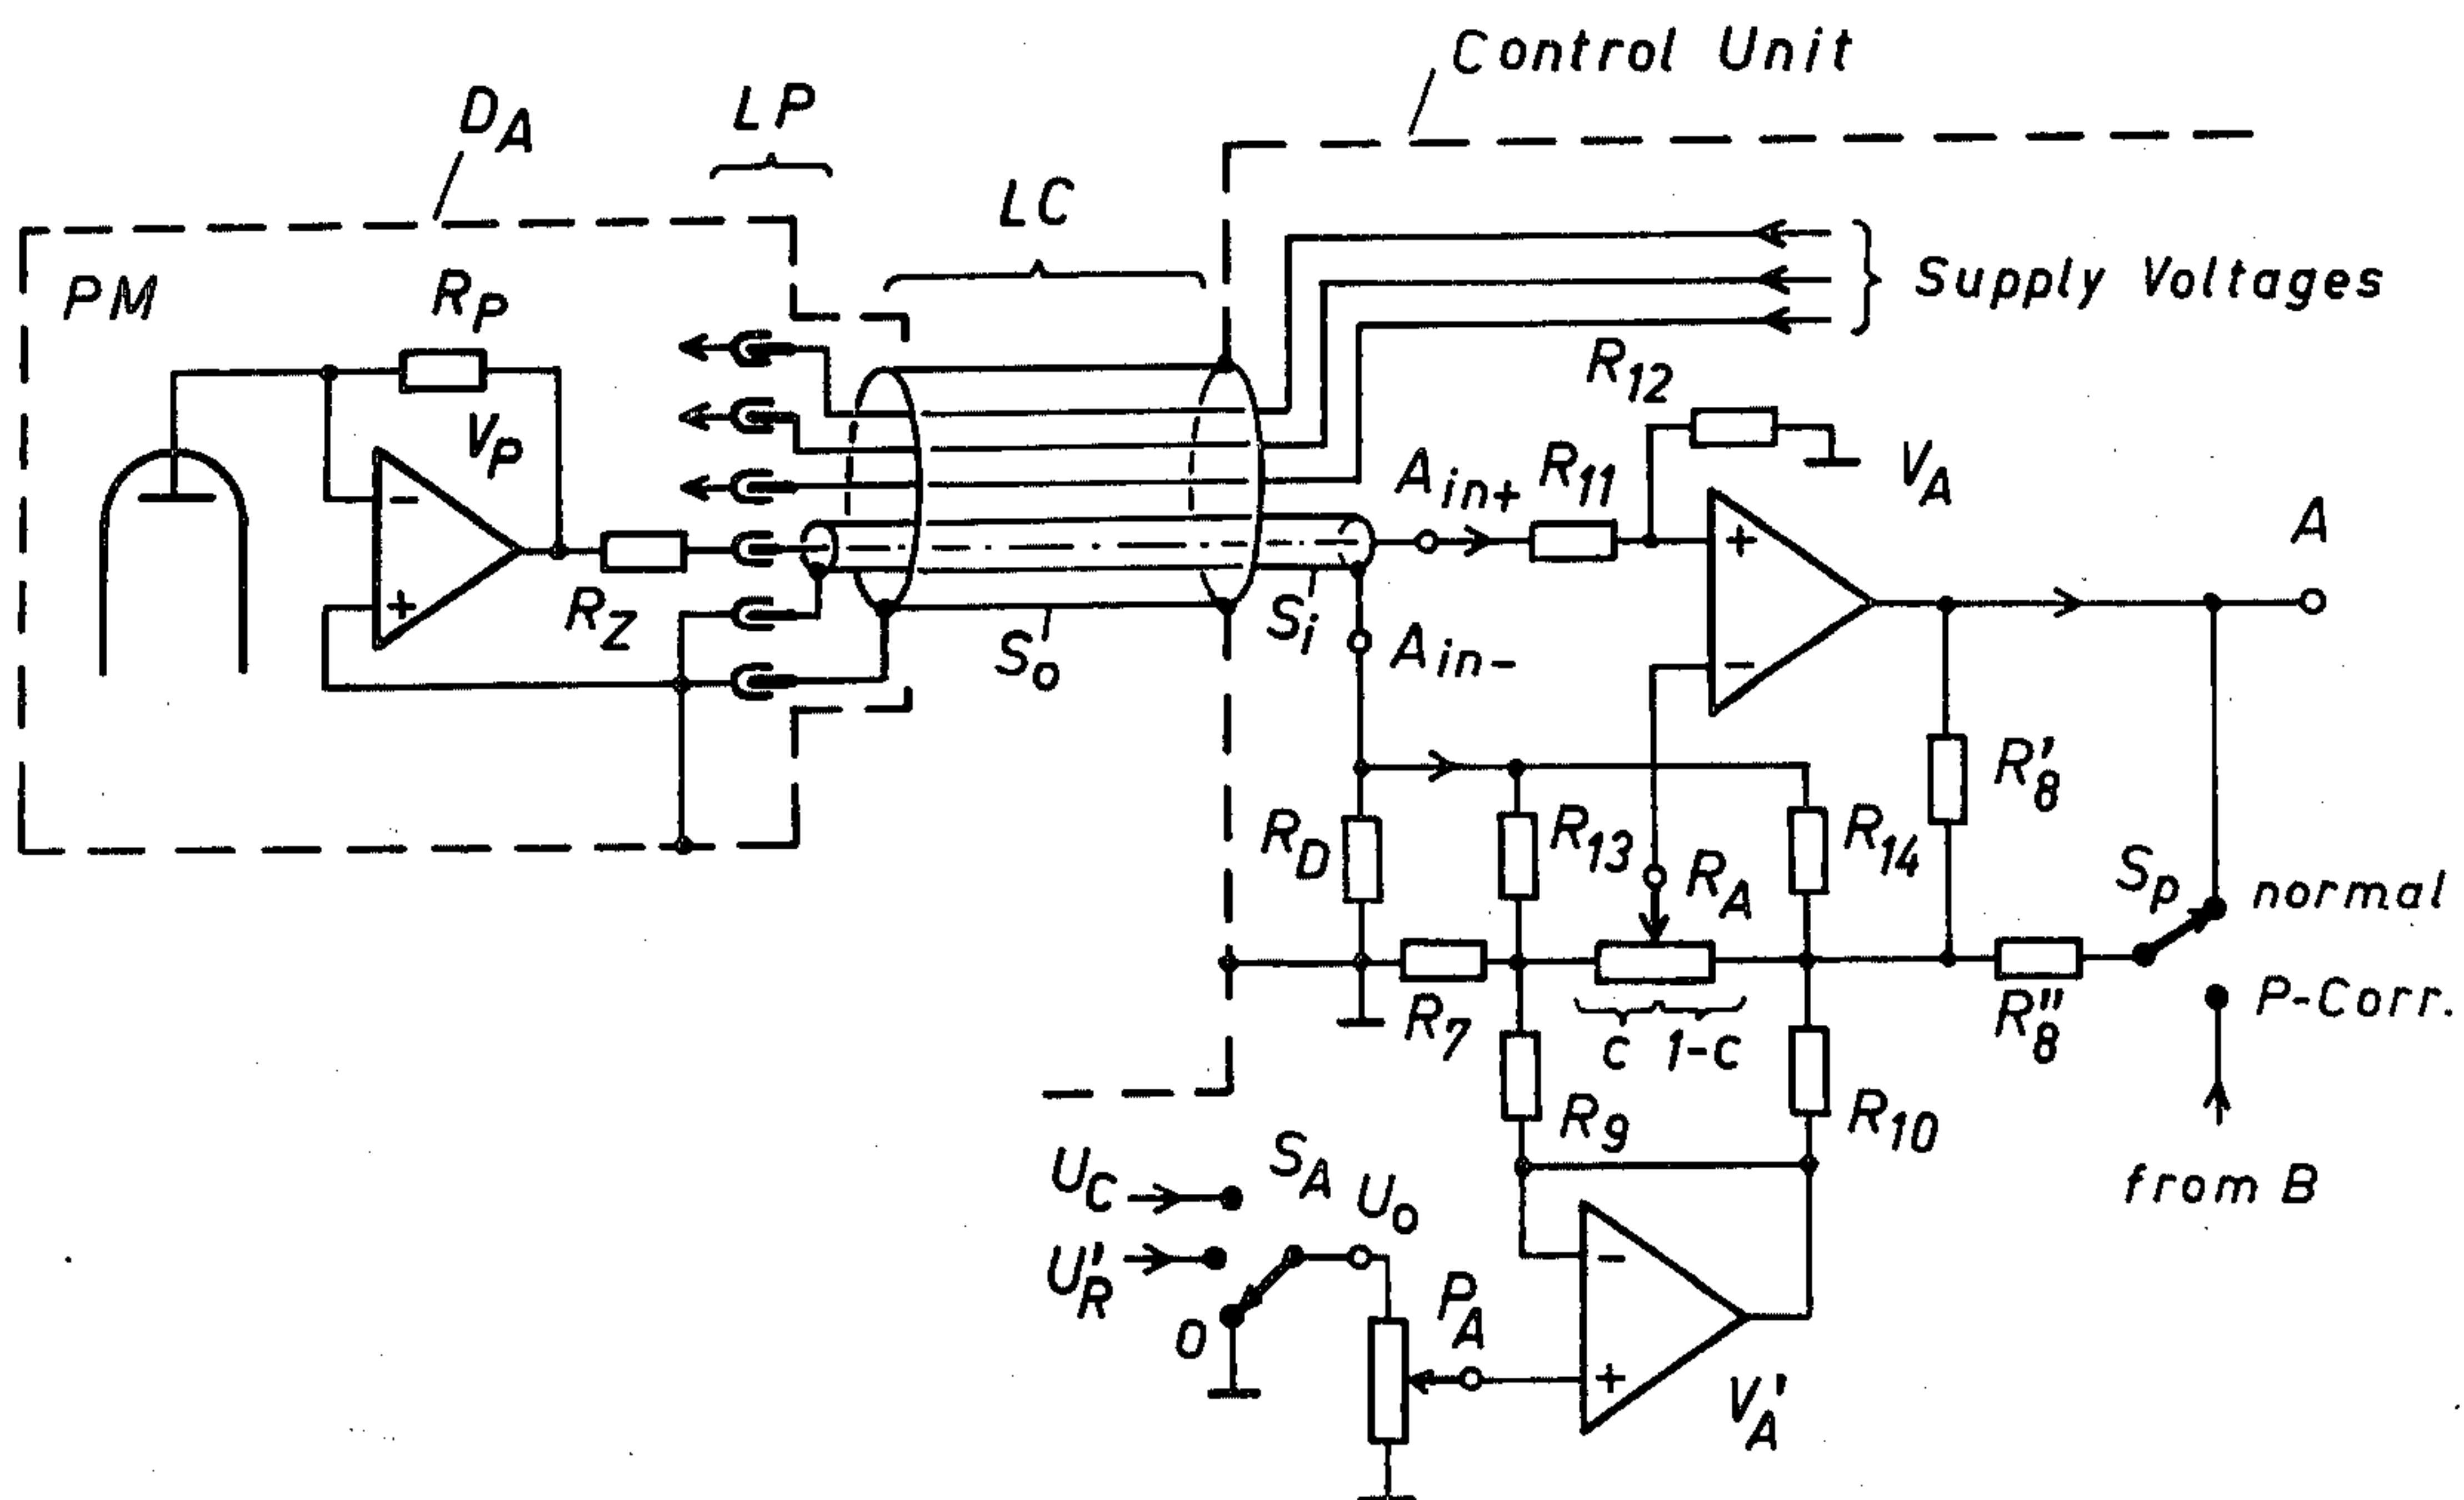 Control Unit
D_A
LP
LC
PM
R_P
V_P
Supply Voltages
R_12
A_in+
R_11
V_A
A
-
+
R_Z
S_o
S_i
A_in-
+
-
R'_8
R_D
R_13
R_A
R_14
S_p
normal
R_7
c
1-c
R''_8
P-Corr.
R_9
R_10
from B
U_C
S_A
U_o
U'_R
0
P_A
-
+
V'_A